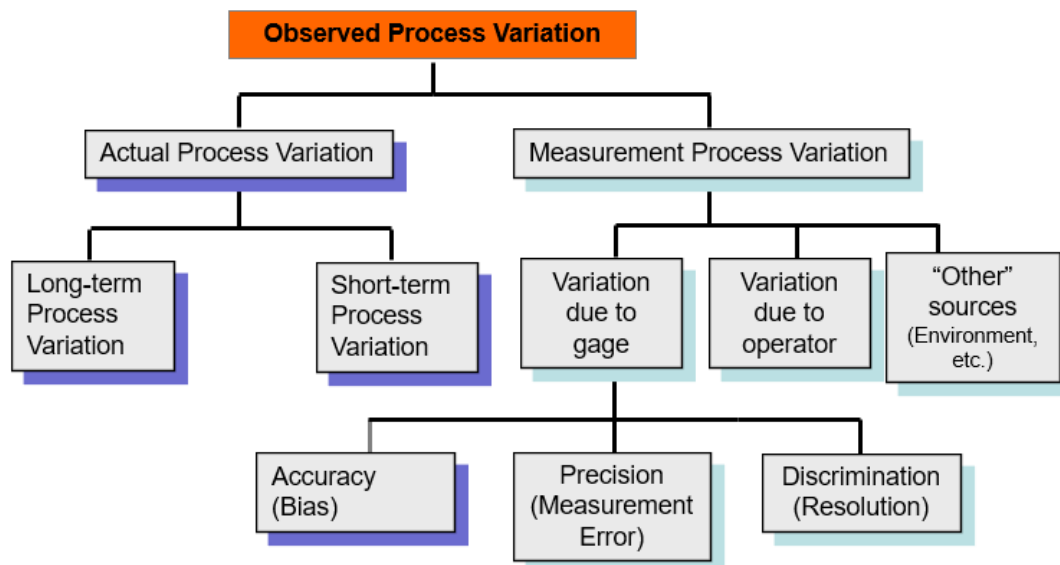 Observed Process Variation
Actual Process Variation
Measurement Process Variation
Long-term
Process
Variation
Short-term
Process
Variation
Variation
due to
gage
Variation
due to
operator
“Other”
sources
(Environment,
etc.)
Accuracy
(Bias)
Precision
(Measurement
Error)
Discrimination
(Resolution)